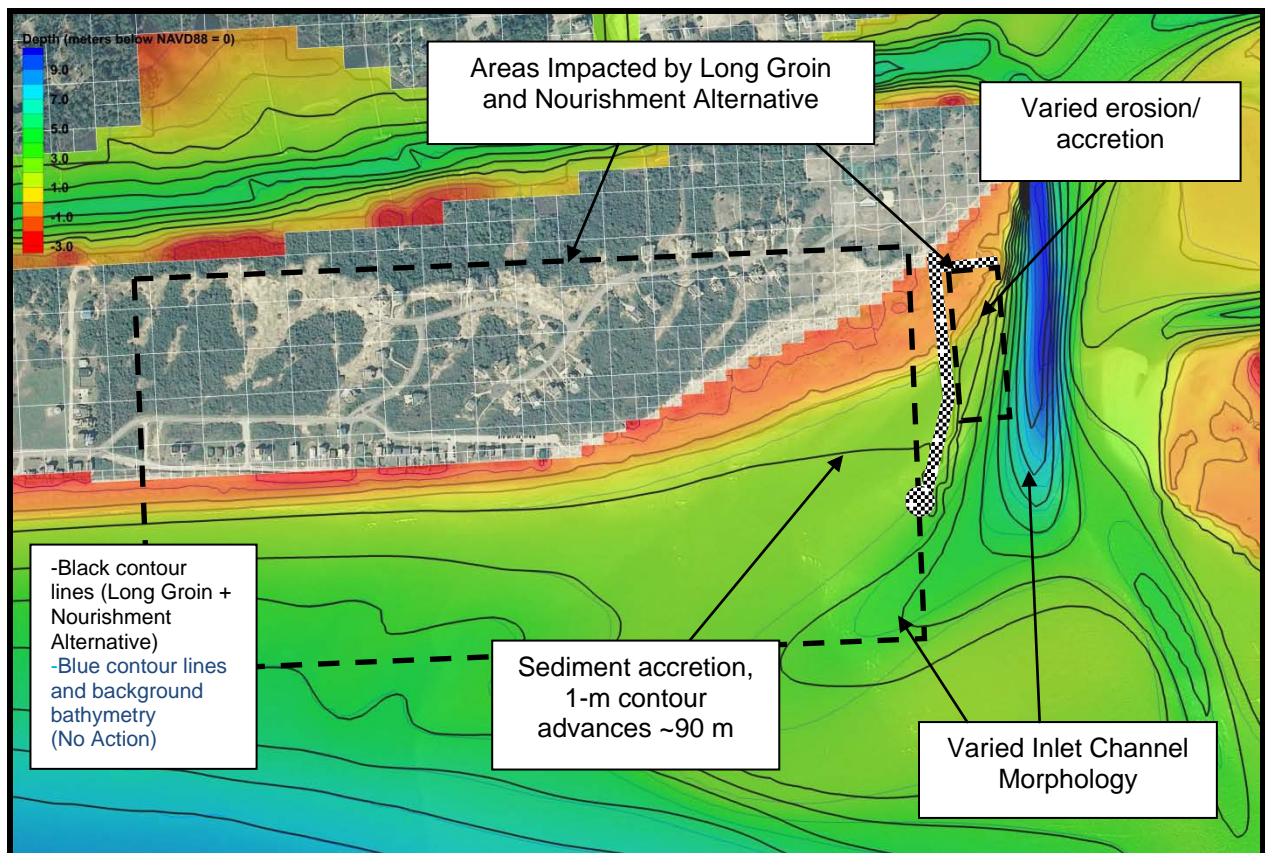 Depth (meters below NAVD88 = 0)
9.0
7.0
5.0
3.0
1.0
-1.0
-3.0
Areas Impacted by Long Groin
and Nourishment Alternative
Varied erosion/
accretion
-Black contour
lines (Long Groin +
Nourishment
Alternative)
-Blue contour lines
and background
bathymetry
(No Action)
Sediment accretion,
1-m contour
advances ~90 m
Varied Inlet Channel
Morphology